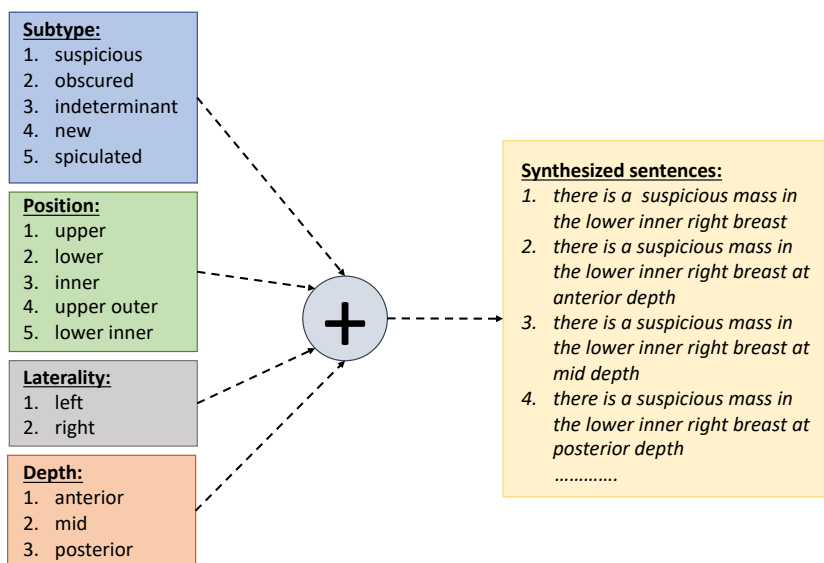 Subtype:
1. suspicious
2. obscured
3. indeterminant
4. new
5. spiculated
Position:
1. upper
2. lower
3. inner
4. upper outer
5. lower inner
Laterality:
1. left
2. right
Depth:
1. anterior
2. mid
3. posterior
+
Synthesized sentences:
1. there is a  suspicious mass in
the lower inner right breast
2. there is a suspicious mass in
the lower inner right breast at
anterior depth
3. there is a suspicious mass in
the lower inner right breast at
mid depth
4. there is a suspicious mass in
the lower inner right breast at
posterior depth
………….